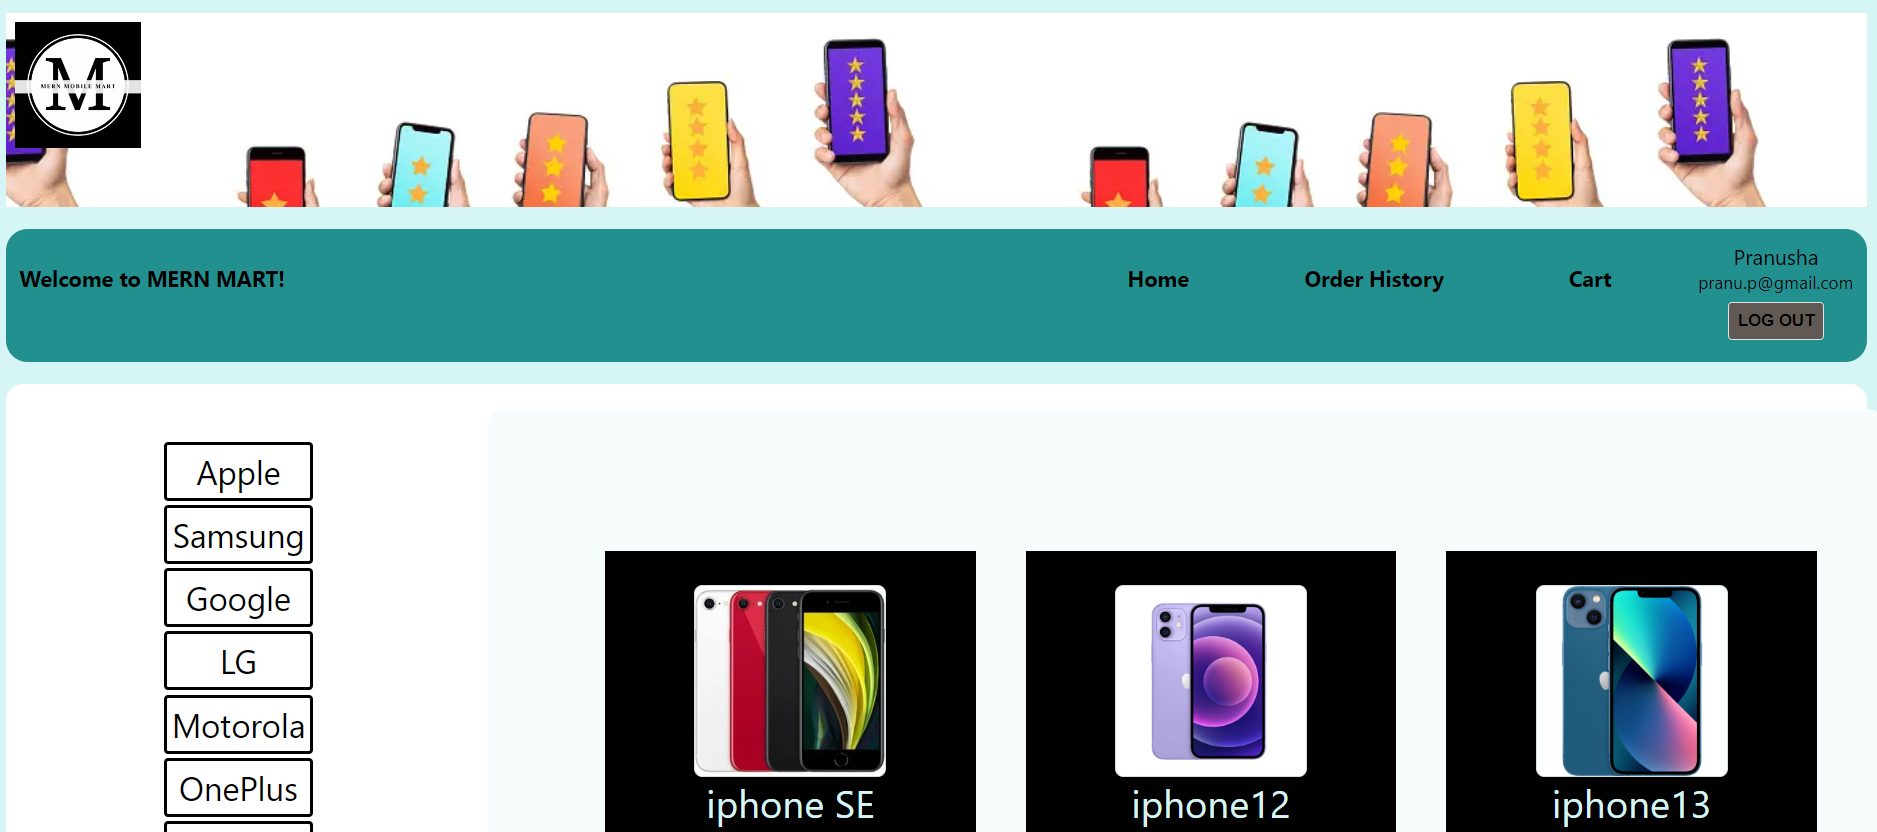 M
MERN MOBILE MART
Welcome to MERN MART!
Home
Order History
Cart
Pranusha
pranu.p@gmail.com
LOG OUT
Apple
Samsung
Google
LG
Motorola
OnePlus
iphone SE
iphone12
iphone13